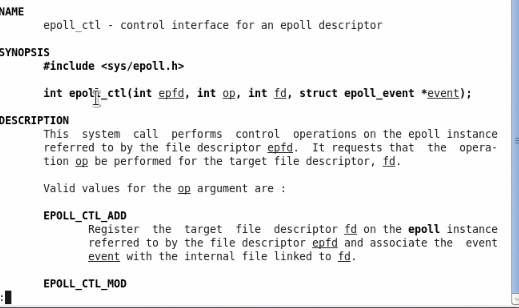 NAME
epoll_ctl - control interface for an epoll descriptor
SYNOPSIS
#include <sys/epoll.h>
int epoll_ctl(int epfd, int op, int fd, struct epoll_event *event);
DESCRIPTION
This system call performs control operations on the epoll instance
referred to by the file descriptor epfd. It requests that the opera-
tion op be performed for the target file descriptor, fd.
Valid values for the op argument are :
EPOLL_CTL_ADD
Register the target file descriptor fd on the epoll instance
referred to by the file descriptor epfd and associate the event
event with the internal file linked to fd.
EPOLL_CTL_MOD
: